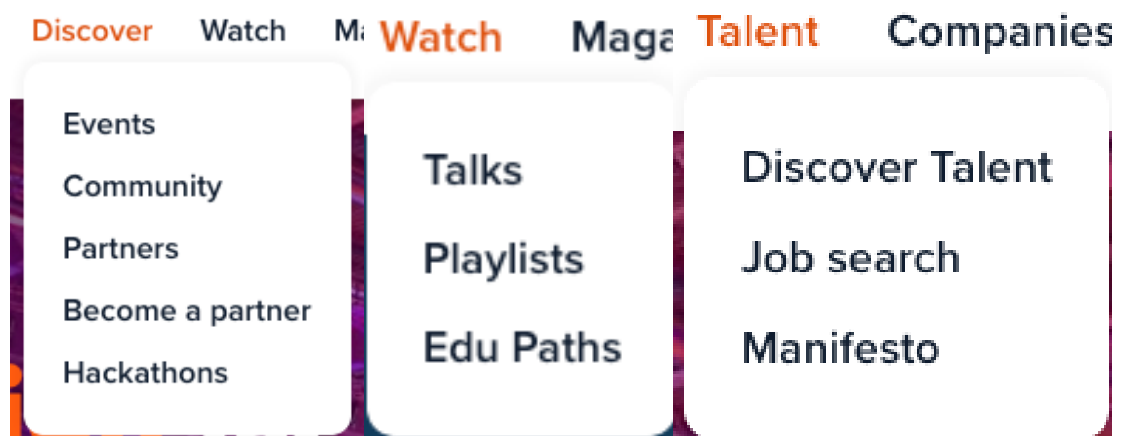 Discover Watch
Events
Community
Partners
Become a partner
Hackathons
Watch
Talks
Playlists
Edu Paths
Talent Companies
Discover Talent
Job search
Manifesto